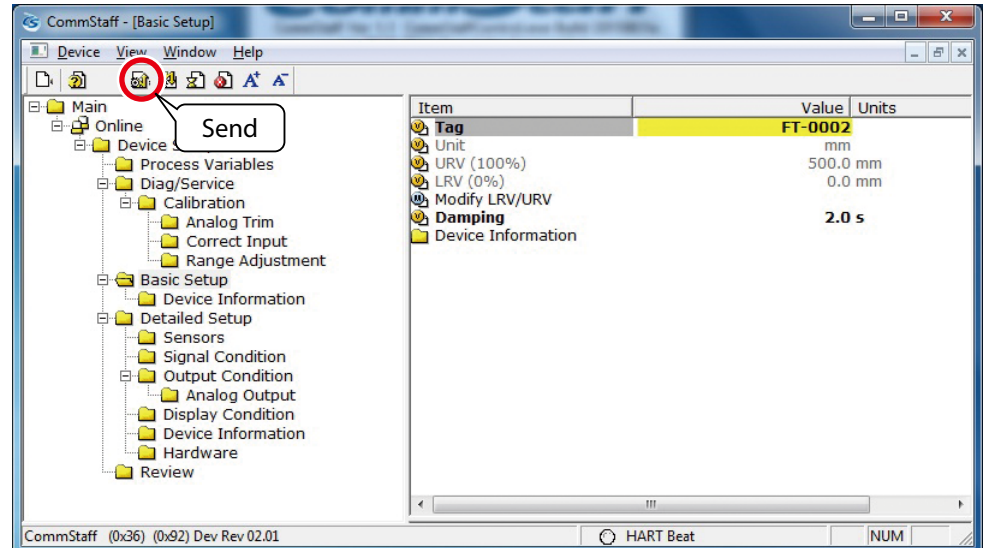 CommStaff - [Basic Setup]
Device View Window Help
Send
Main
Online
Device S
Process Variables
Diag/Service
Calibration
Analog Trim
Correct Input
Range Adjustment
Basic Setup
Device Information
Detailed Setup
Sensors
Signal Condition
Output Condition
Analog Output
Display Condition
Device Information
Hardware
Review
Item Value Units
Tag FT-0002
Unit mm
URV (100%) 500.0 mm
LRV (0%) 0.0 mm
Modify LRV/URV
Damping 2.0 s
Device Information
CommStaff (0x36) (0x92) Dev Rev 02.01 HART Beat NUM